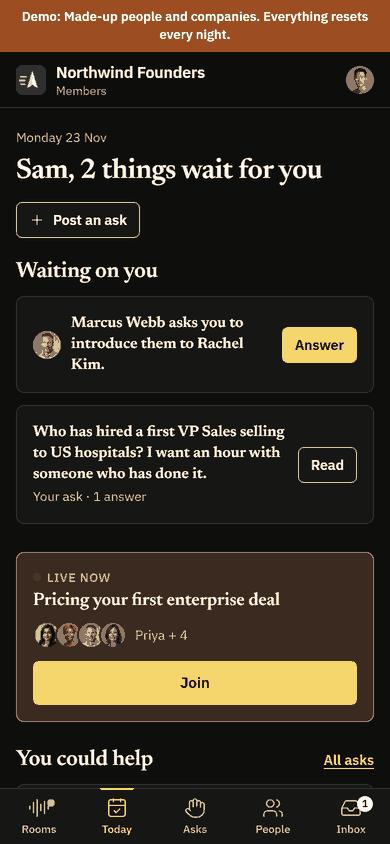 Demo: Made-up people and companies. Everything resets
every night.
Northwind Founders
Members
Monday 23 Nov
Sam, 2 things wait for you
+ Post an ask
Waiting on you
Marcus Webb asks you to
introduce them to Rachel
Kim.
Answer
Who has hired a first VP Sales selling
to US hospitals? I want an hour with
someone who has done it.
Read
Your ask · 1 answer
LIVE NOW
Pricing your first enterprise deal
Priya + 4
Join
You could help
All asks
1
Rooms
Today
Asks
People
Inbox